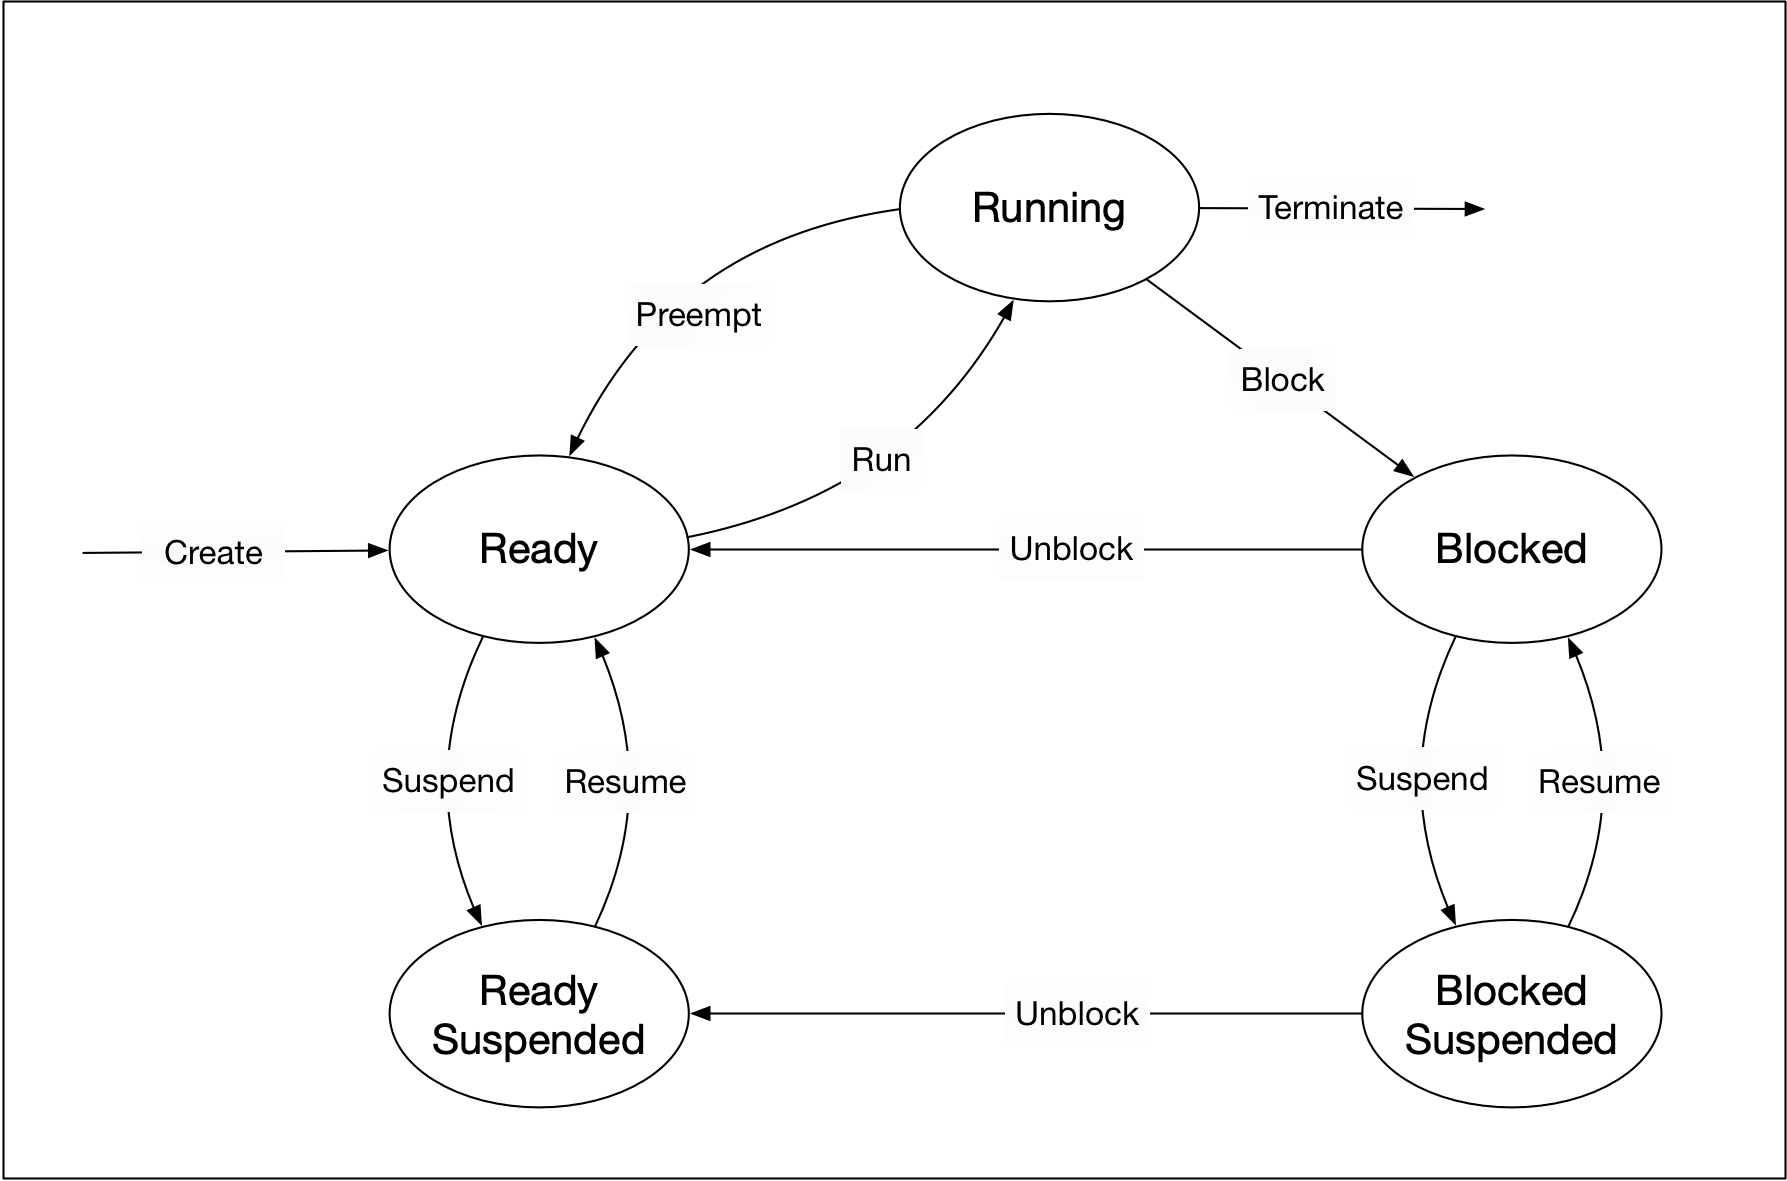 Running
Terminate
Preempt
Block
Run
Create
Ready
Unblock
Blocked
Suspend
Resume
Suspend
Resume
Ready
Suspended
Unblock
Blocked
Suspended